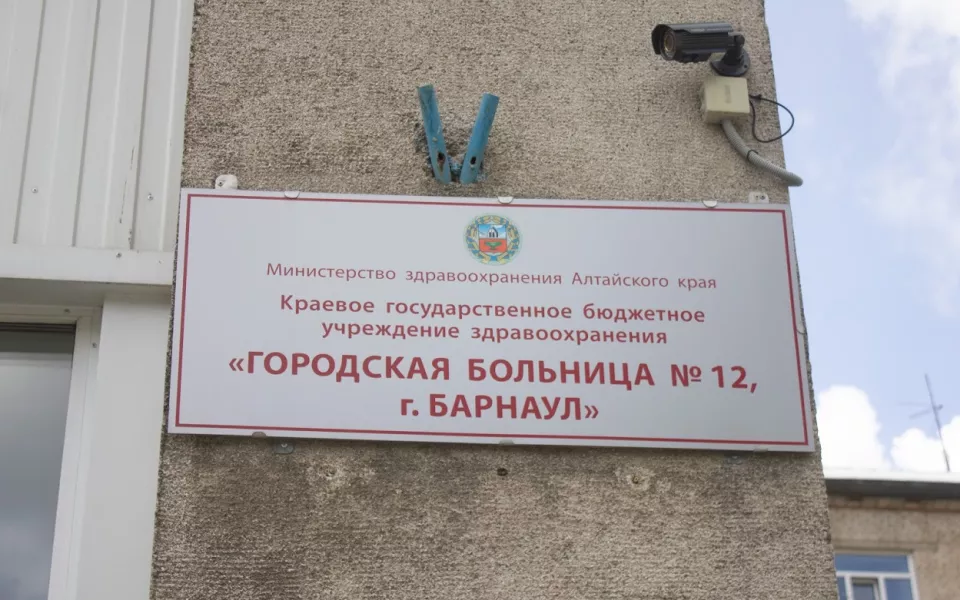 Министерство здравоохранения Алтайского края
Краевое государственное бюджетное
учреждение здравоохранения
«ГОРОДСКАЯ БОЛЬНИЦА № 12,
г. БАРНАУЛ»